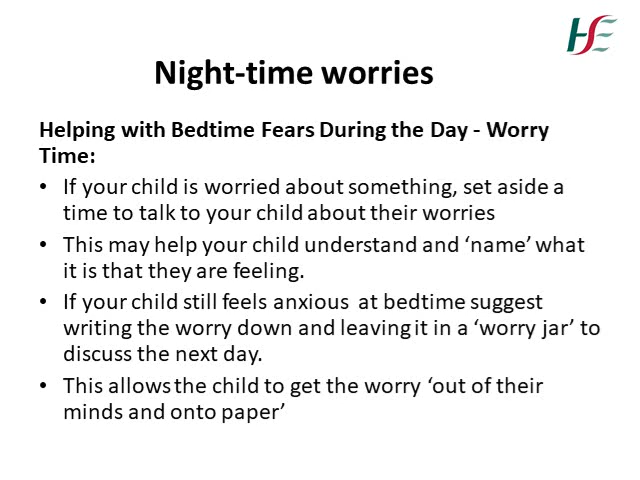 HSE
Night-time worries
Helping with Bedtime Fears During the Day - Worry
Time:
• If your child is worried about something, set aside a
time to talk to your child about their worries
• This may help your child understand and ‘name’ what
it is that they are feeling.
• If your child still feels anxious  at bedtime suggest
writing the worry down and leaving it in a ‘worry jar’ to
discuss the next day.
• This allows the child to get the worry ‘out of their
minds and onto paper’